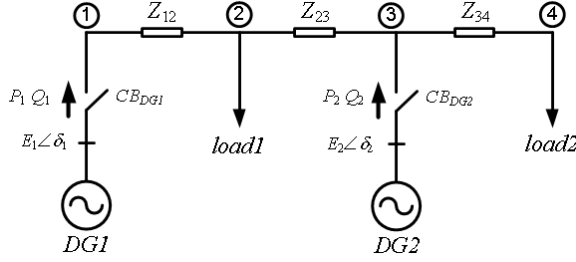 1 Z12 2 Z23 3 Z34 4
P1 Q1 CBDG1 P2 Q2 CBDG2
E1∠δ1 load1 E2∠δ2 load2
DG1 DG2